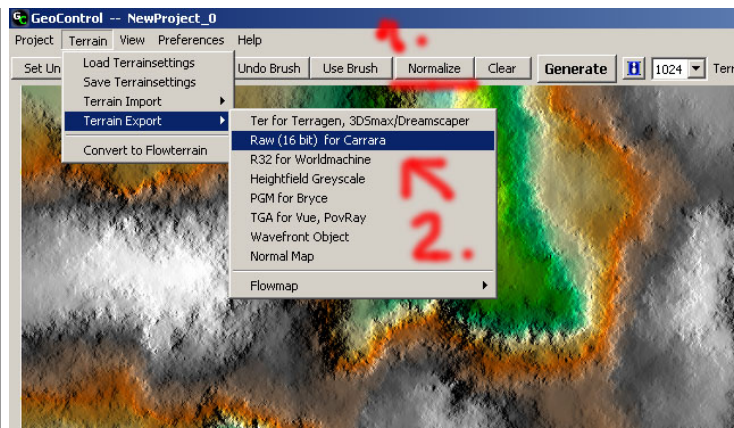 GeoControl -- NewProject_0
Project Terrain View Preferences Help
Set Un Undo Brush Use Brush Normalize Clear Generate 1024 Terr
Load Terrainsettings
Save Terrainsettings
Terrain Import
Terrain Export
Convert to Flowterrain
Ter for Terragen, 3DSmax/Dreamscaper
Raw (16 bit) for Carrara
R32 for Worldmachine
Heightfield Greyscale
PGM for Bryce
TGA for Vue, PovRay
Wavefront Object
Normal Map
Flowmap
1.
2.